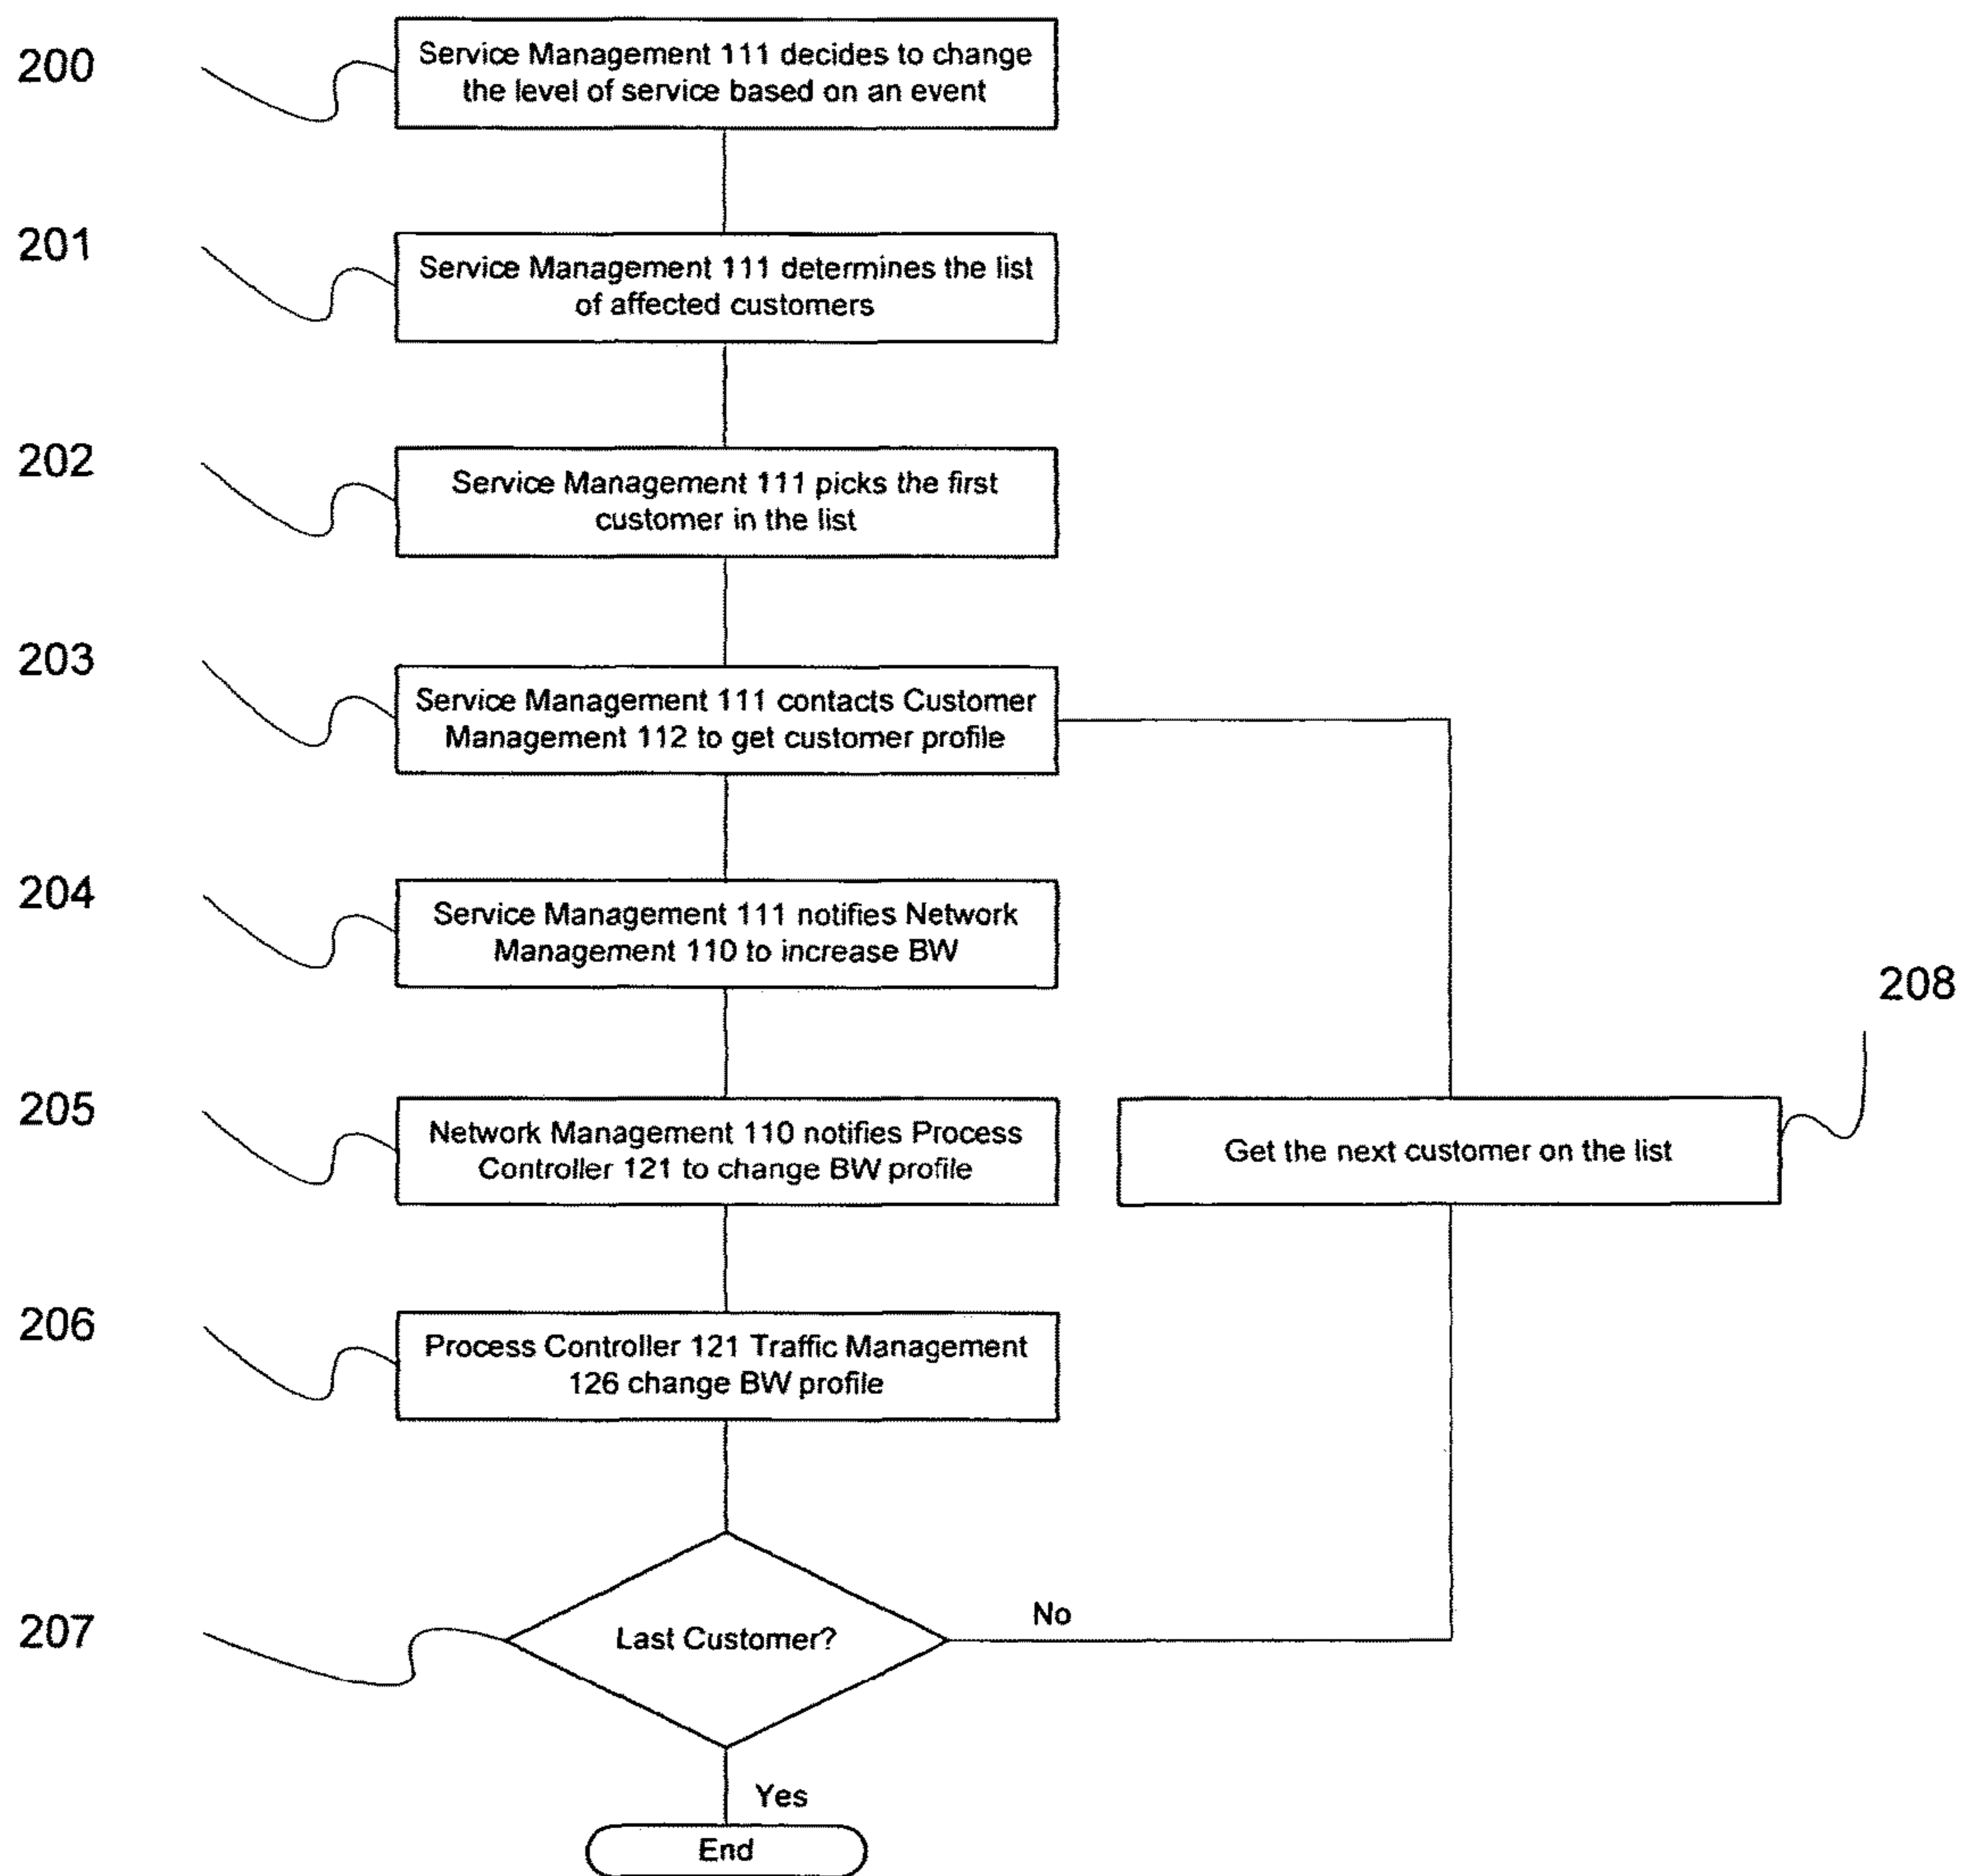 200
Service Management 111 decides to change
the level of service based on an event
201
Service Management 111 determines the list
of affected customers
202
Service Management 111 picks the first
customer in the list
203
Service Management 111 contacts Customer
Management 112 to get customer profile
204
Service Management 111 notifies Network
Management 110 to increase BW
208
205
Network Management 110 notifies Process
Controller 121 to change BW profile
Get the next customer on the list
206
Process Controller 121 Traffic Management
126 change BW profile
207
Last Customer?
No
Yes
End